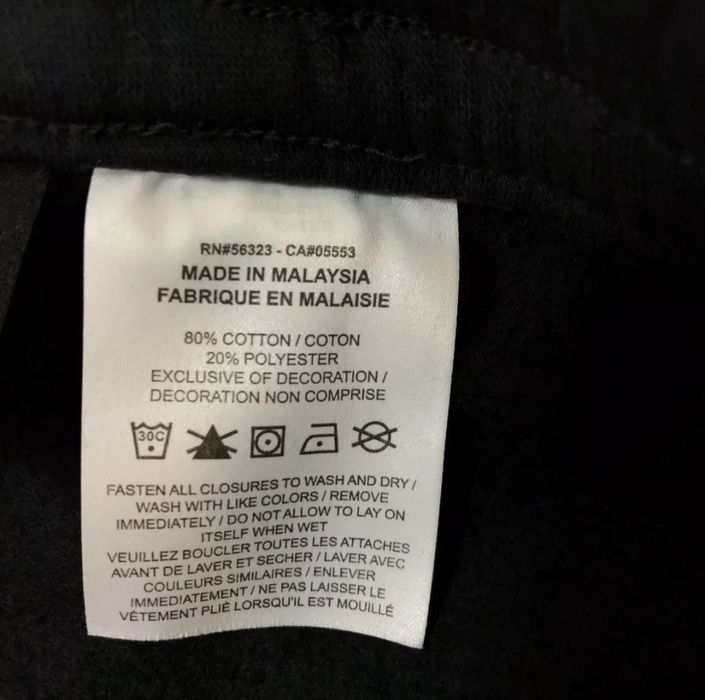 RN#56323 - CA#05553
MADE IN MALAYSIA
FABRIQUE EN MALAISIE
80% COTTON / COTON
20% POLYESTER
EXCLUSIVE OF DECORATION /
DECORATION NON COMPRISE
30C
FASTEN ALL CLOSURES TO WASH AND DRY /
WASH WITH LIKE COLORS / REMOVE
IMMEDIATELY / DO NOT ALLOW TO LAY ON
ITSELF WHEN WET
VEUILLEZ BOUCLER TOUTES LES ATTACHES
AVANT DE LAVER ET SECHER / LAVER AVEC
COULEURS SIMILAIRES / ENLEVER
IMMEDIATEMENT / NE PAS LAISSER LE
VÊTEMENT PLIÉ LORSQU'IL EST MOUILLÉ